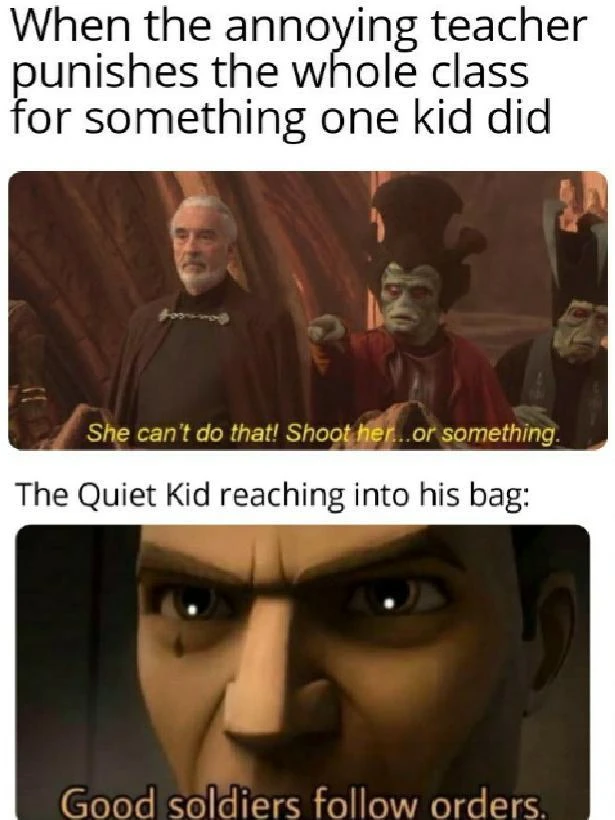 When the annoying teacher
punishes the whole class
for something one kid did
She can't do that! Shoot her...or something.
The Quiet Kid reaching into his bag:
Good soldiers follow orders.